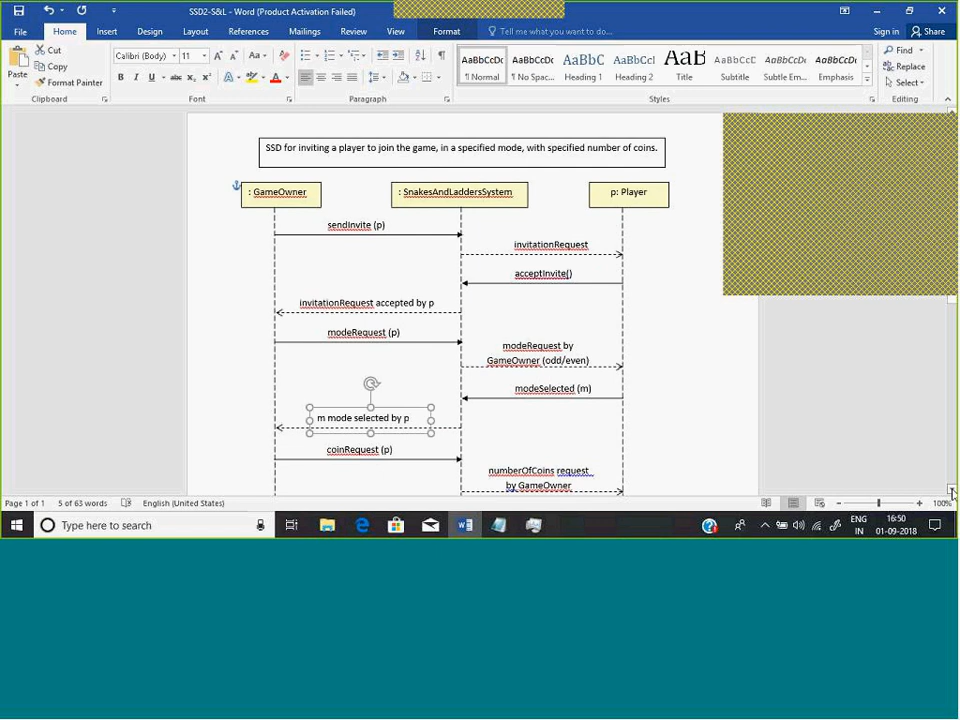 SSD2-S&L - Word (Product Activation Failed)
File Home Insert Design Layout References Mailings Review View Format Tell me what you want to do... Sign in Share
Paste Cut Copy Format Painter
Calibri (Body) 11
AaBbCcDc AaBbCcDc AaBbC AaBbCcl AaB AaBbCcD AaBbCcDt AaBbCcDt
¶ Normal ¶ No Spac... Heading 1 Heading 2 Title Subtitle Subtle Em... Emphasis
Find Replace Select
Clipboard Font Paragraph Styles Editing
SSD for inviting a player to join the game, in a specified mode, with specified number of coins.
: GameOwner : SnakesAndLaddersSystem p: Player
sendInvite (p)
invitationRequest
acceptInvite()
invitationRequest accepted by p
modeRequest (p)
modeRequest by
GameOwner (odd/even)
modeSelected (m)
m mode selected by p
coinRequest (p)
numberOfCoins request
by GameOwner
Page 1 of 1 5 of 63 words English (United States) 100%
Type here to search
ENG
IN
16:50
01-09-2018